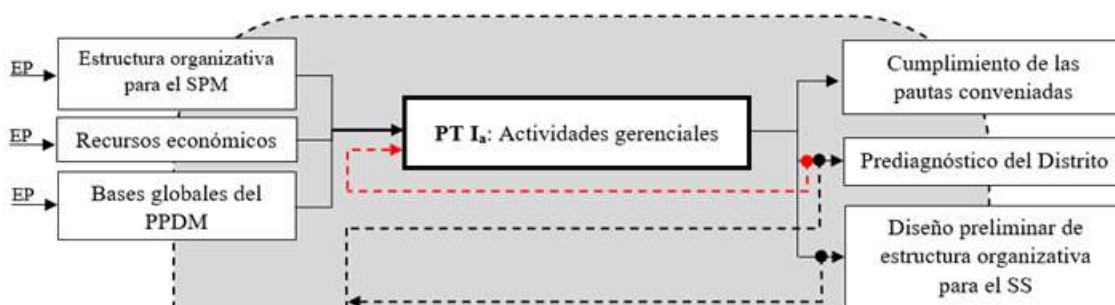 EP
Estructura organizativa
para el SPM
EP
Recursos económicos
EP
Bases globales del
PPDM
PT Iₐ: Actividades gerenciales
Cumplimiento de las
pautas conveniadas
Prediagnóstico del Distrito
Diseño preliminar de
estructura organizativa
para el SS